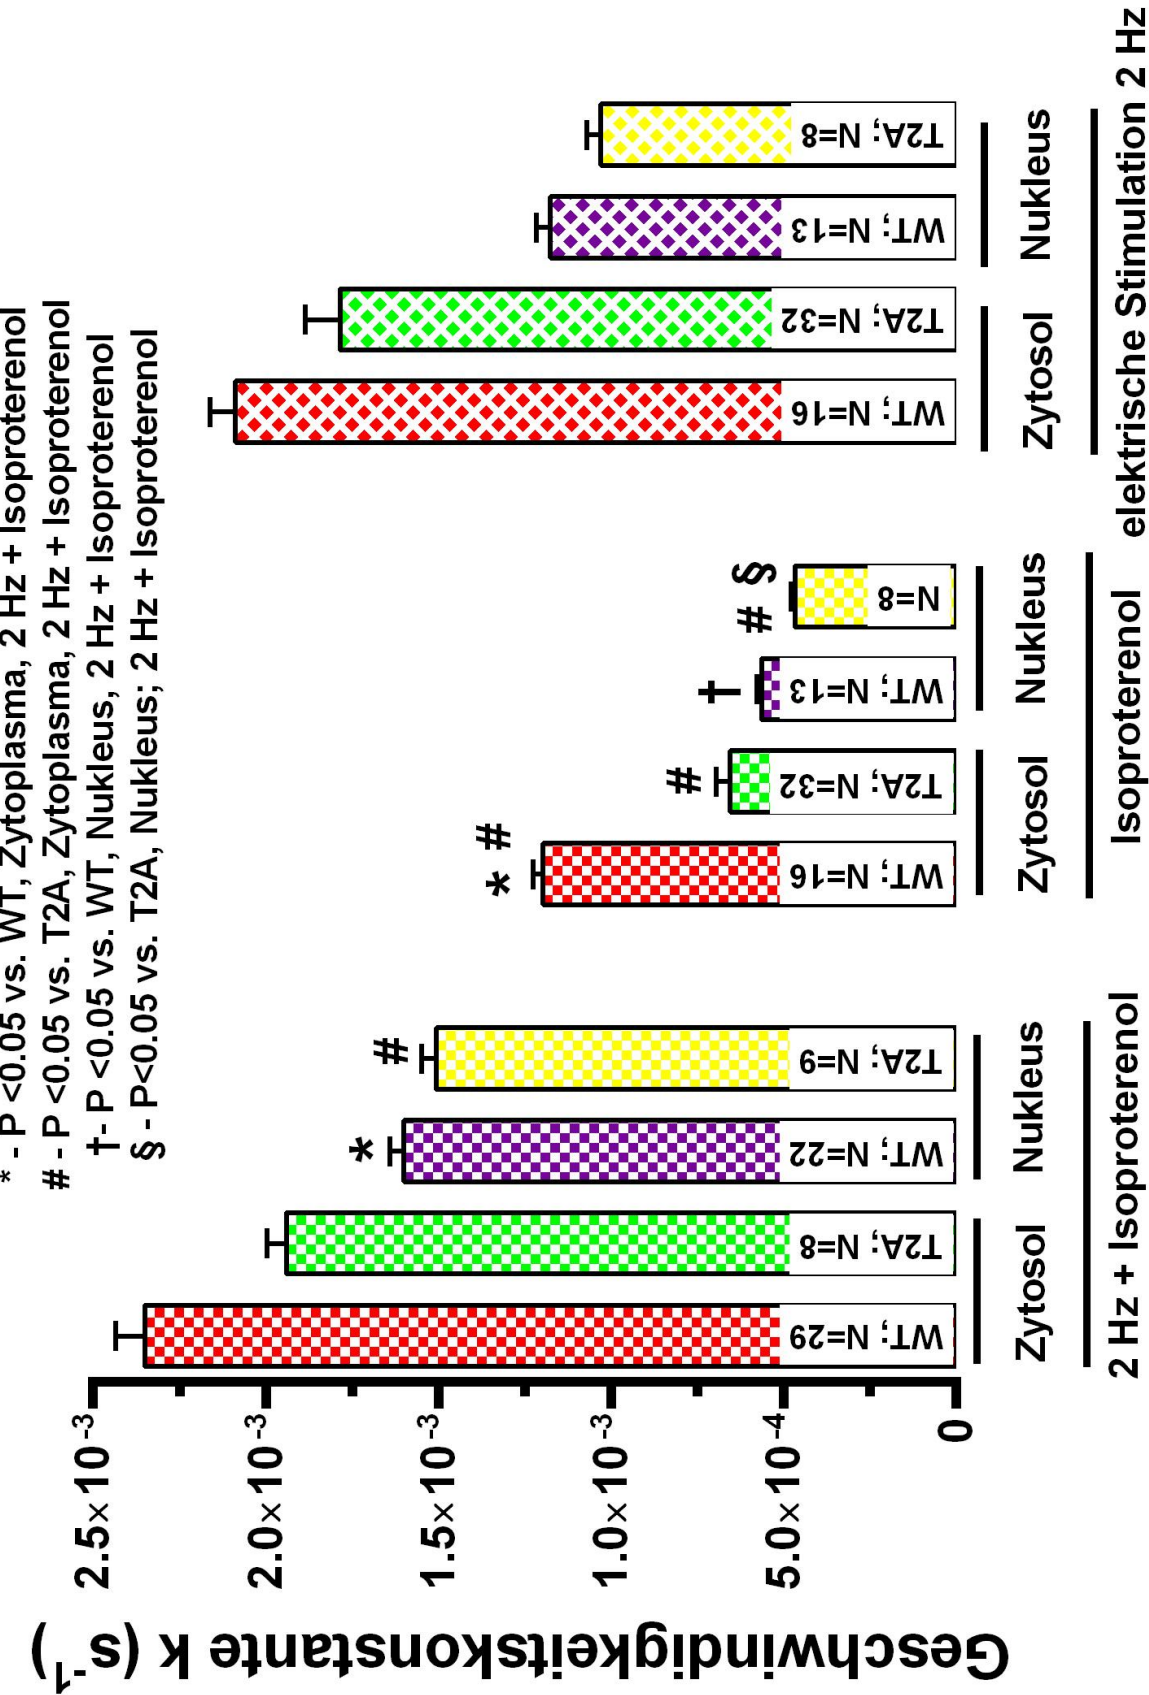 * - P <0.05 vs. WT, Zytoplasma, 2 Hz + Isoproterenol
# - P <0.05 vs. T2A, Zytoplasma, 2 Hz + Isoproterenol
†- P <0.05 vs. WT, Nukleus, 2 Hz + Isoproterenol
§ - P<0.05 vs. T2A, Nukleus; 2 Hz + Isoproterenol
Geschwindigkeitskonstante k (s⁻¹)
2.5×10⁻³
2.0×10⁻³
1.5×10⁻³
1.0×10⁻³
5.0×10⁻⁴
0
*
#
* #
#
†
# §
WT; N=29
T2A; N=8
WT; N=22
T2A; N=9
WT; N=16
T2A; N=32
WT; N=13
N=8
WT; N=16
T2A; N=32
WT; N=13
T2A; N=8
Zytosol
Nukleus
Zytosol
Nukleus
Zytosol
Nukleus
2 Hz + Isoproterenol
Isoproterenol
elektrische Stimulation 2 Hz